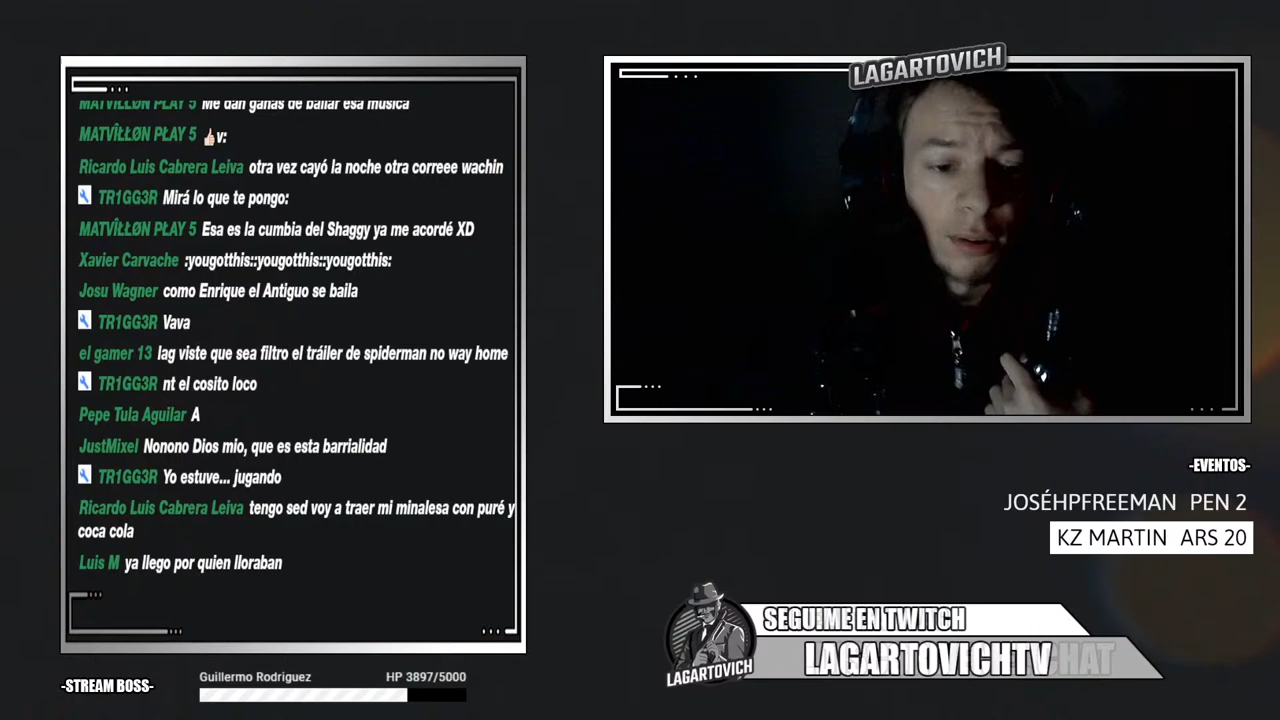 MATVÎŁŁØN PŁAY 5 Me dan ganas de bailar esa música
MATVÎŁŁØN PŁAY 5 👍🏻v:
Ricardo Luis Cabrera Leiva otra vez cayó la noche otra correee wachin
TR1GG3R Mirá lo que te pongo:
MATVÎŁŁØN PŁAY 5 Esa es la cumbia del Shaggy ya me acordé XD
Xavier Carvache :yougotthis::yougotthis::yougotthis:
Josu Wagner como Enrique el Antiguo se baila
TR1GG3R Vava
el gamer 13 lag viste que sea filtro el tráiler de spiderman no way home
TR1GG3R nt el cosito loco
Pepe Tula Aguilar A
JustMixel Nonono Dios mio, que es esta barrialidad
TR1GG3R Yo estuve... jugando
Ricardo Luis Cabrera Leiva tengo sed voy a traer mi minalesa con puré y
coca cola
Luis M ya llego por quien lloraban
-STREAM BOSS-
Guillermo Rodriguez HP 3897/5000
LAGARTOVICH
-EVENTOS-
JOSÉHPFREEMAN PEN 2
KZ MARTIN ARS 20
SEGUIME EN TWITCH
LAGARTOVICHTV
CHAT
LAGARTOVICH